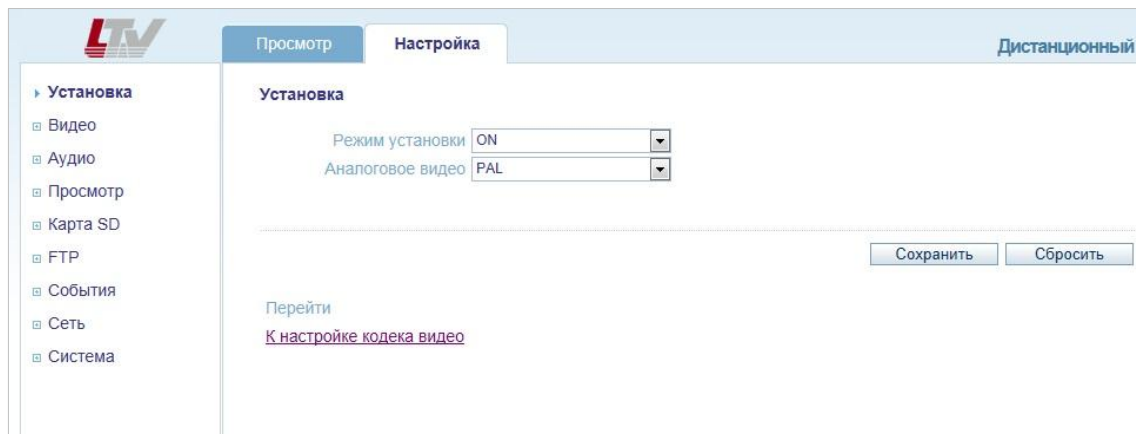 LTV
Просмотр
Настройка
Дистанционный
Установка
Видео
Аудио
Просмотр
Карта SD
FTP
События
Сеть
Система
Установка
Режим установки ON
Аналоговое видео PAL
Сохранить Сбросить
Перейти
К настройке кодека видео